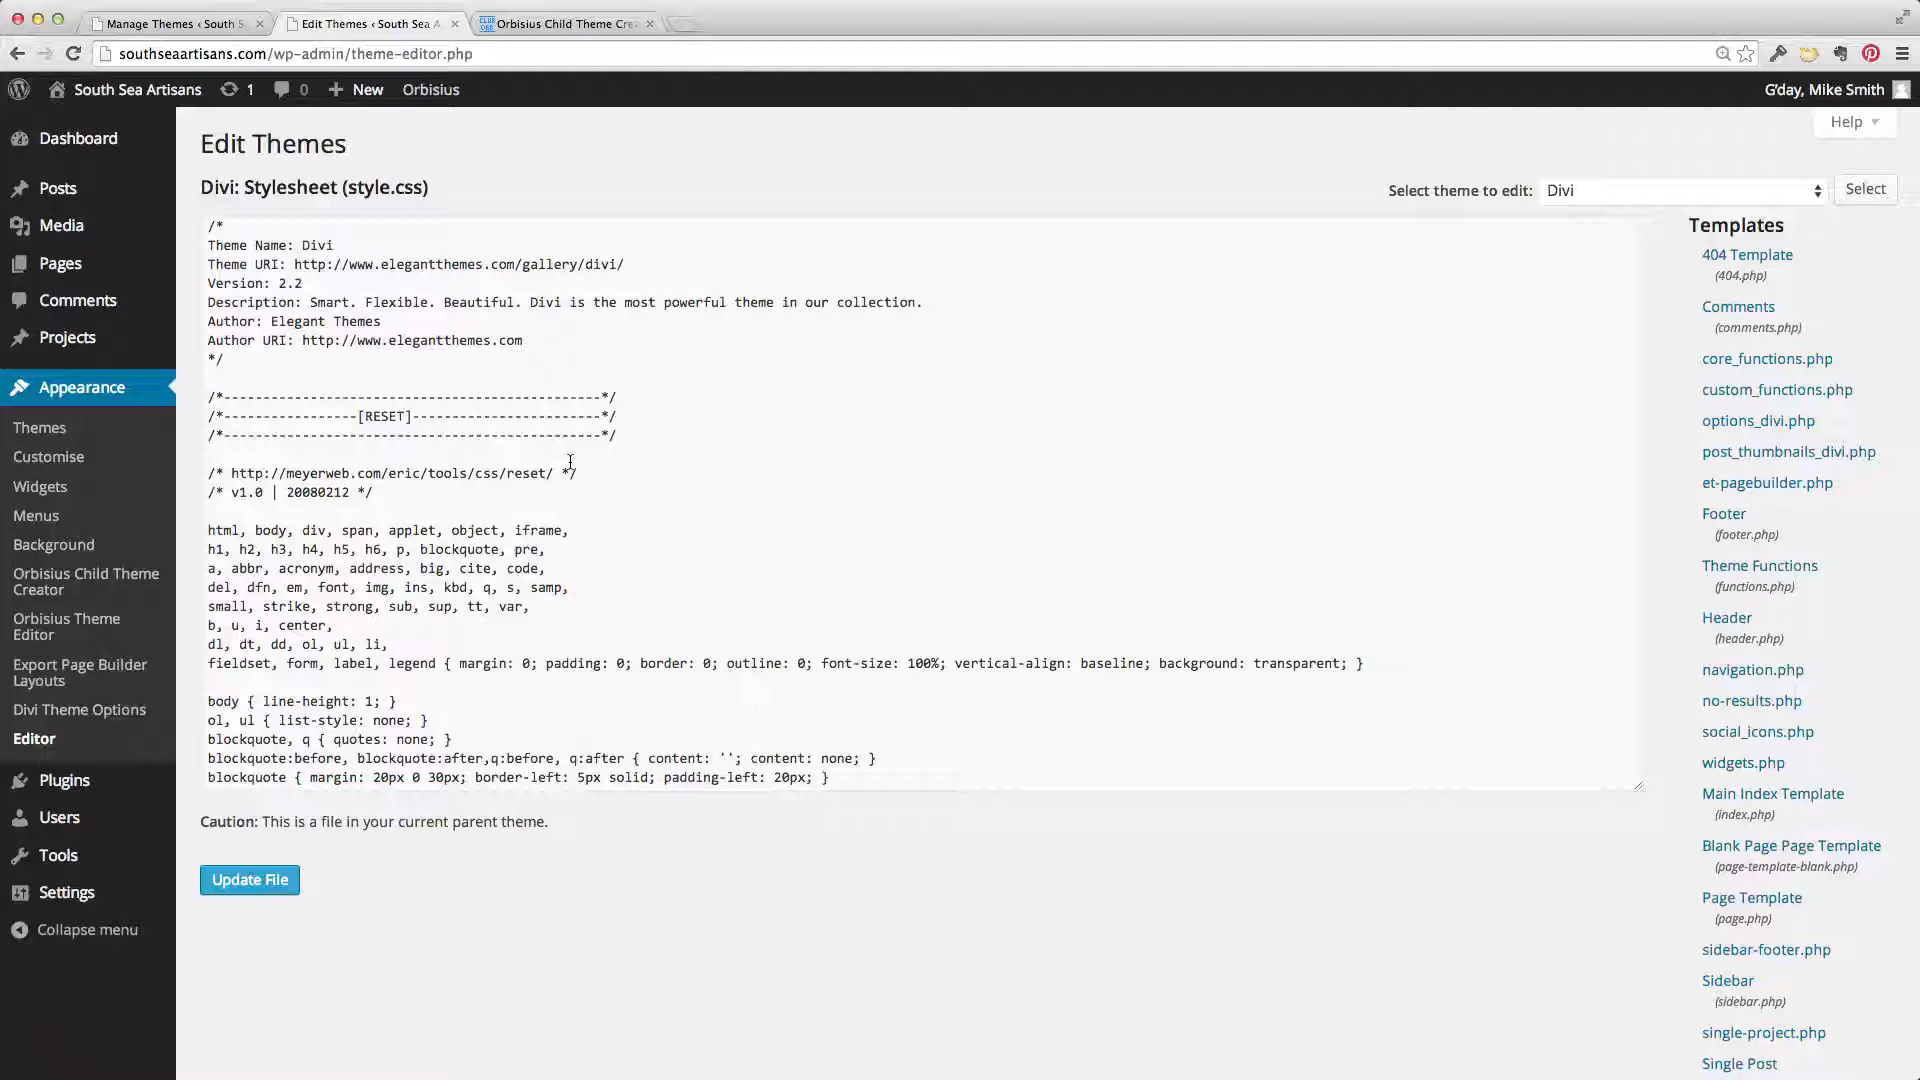 Manage Themes ‹ South S
Edit Themes ‹ South Sea A
Orbisius Child Theme Cre
southseaartisans.com/wp-admin/theme-editor.php
South Sea Artisans
1
0
New
Orbisius
G'day, Mike Smith
Dashboard
Posts
Media
Pages
Comments
Projects
Appearance
Themes
Customise
Widgets
Menus
Background
Orbisius Child Theme
Creator
Orbisius Theme
Editor
Export Page Builder
Layouts
Divi Theme Options
Editor
Plugins
Users
Tools
Settings
Collapse menu
Help
Edit Themes
Divi: Stylesheet (style.css)
Select theme to edit:
Divi
Select
/*
Theme Name: Divi
Theme URI: http://www.elegantthemes.com/gallery/divi/
Version: 2.2
Description: Smart. Flexible. Beautiful. Divi is the most powerful theme in our collection.
Author: Elegant Themes
Author URI: http://www.elegantthemes.com
*/
/*------------------------------------------------*/
/*-----------------[RESET]------------------------*/
/*------------------------------------------------*/
/* http://meyerweb.com/eric/tools/css/reset/ */
/* v1.0 | 20080212 */
html, body, div, span, applet, object, iframe,
h1, h2, h3, h4, h5, h6, p, blockquote, pre,
a, abbr, acronym, address, big, cite, code,
del, dfn, em, font, img, ins, kbd, q, s, samp,
small, strike, strong, sub, sup, tt, var,
b, u, i, center,
dl, dt, dd, ol, ul, li,
fieldset, form, label, legend { margin: 0; padding: 0; border: 0; outline: 0; font-size: 100%; vertical-align: baseline; background: transparent; }
body { line-height: 1; }
ol, ul { list-style: none; }
blockquote, q { quotes: none; }
blockquote:before, blockquote:after,q:before, q:after { content: ''; content: none; }
blockquote { margin: 20px 0 30px; border-left: 5px solid; padding-left: 20px; }
Caution: This is a file in your current parent theme.
Update File
Templates
404 Template
(404.php)
Comments
(comments.php)
core_functions.php
custom_functions.php
options_divi.php
post_thumbnails_divi.php
et-pagebuilder.php
Footer
(footer.php)
Theme Functions
(functions.php)
Header
(header.php)
navigation.php
no-results.php
social_icons.php
widgets.php
Main Index Template
(index.php)
Blank Page Page Template
(page-template-blank.php)
Page Template
(page.php)
sidebar-footer.php
Sidebar
(sidebar.php)
single-project.php
Single Post